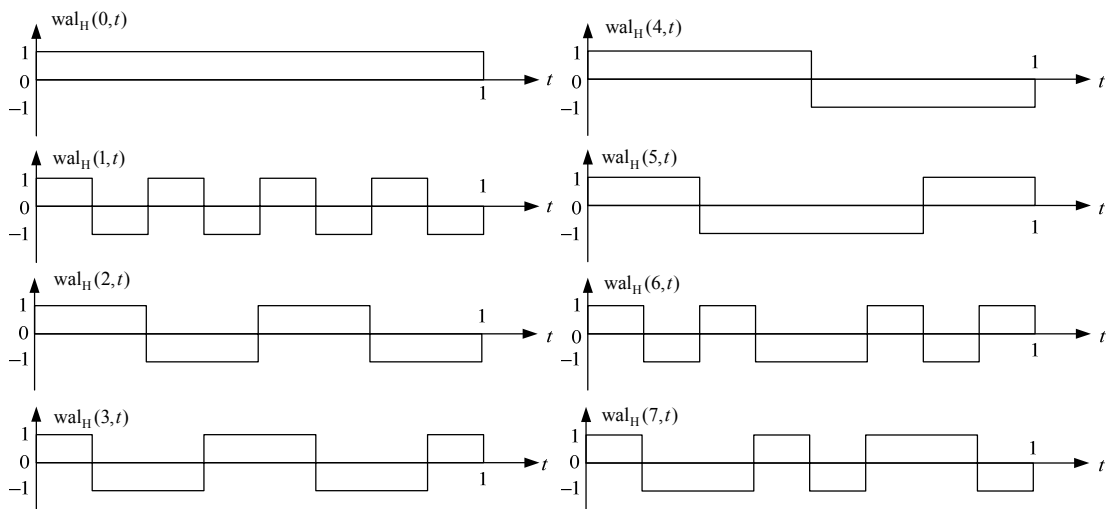 wal_H(0,t)
1
0
–1
1
t
wal_H(1,t)
1
0
–1
1
t
wal_H(2,t)
1
0
–1
1
t
wal_H(3,t)
1
0
–1
1
t
wal_H(4,t)
1
0
–1
1
t
wal_H(5,t)
1
0
–1
1
t
wal_H(6,t)
1
0
–1
1
t
wal_H(7,t)
1
0
–1
1
t